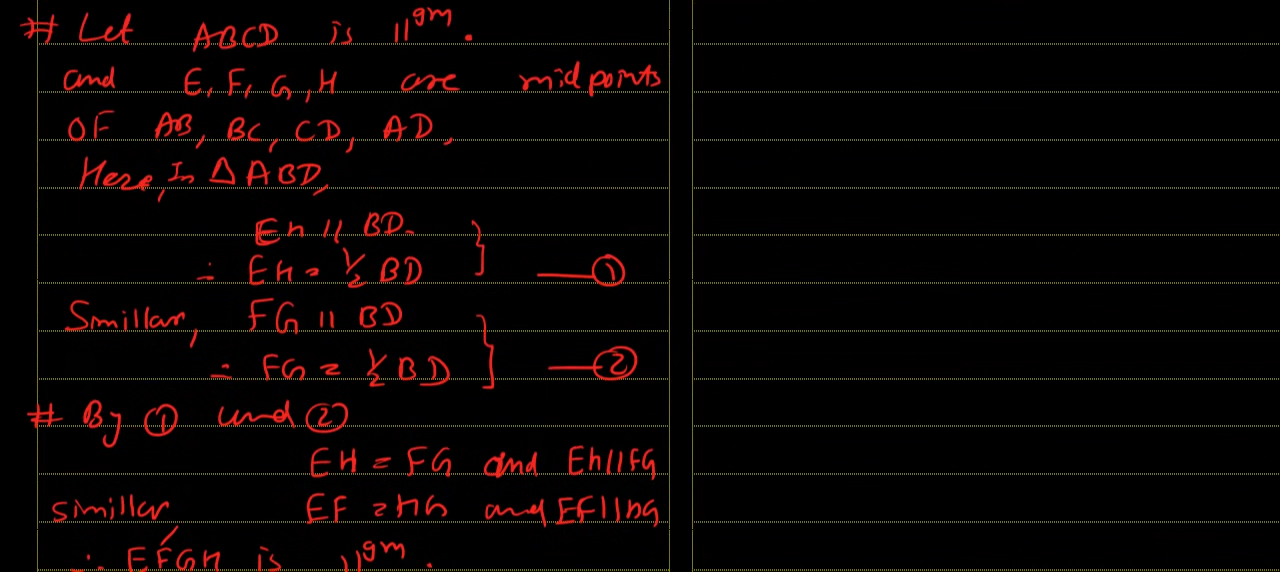 # Let ABCD is ||gm.
and E, F, G, H are midpoints
OF AB, BC, CD, AD,
Here, In Δ ABD,
Eh || BD.
∴ EH = 1/2 BD } ——①
Smillar, FG || BD
∴ FG = 1/2 BD } ——②
# By ① und ②
EH = FG and Eh||FG
similler, EF = HG and EF||hG
∴ EFGH is ||gm.